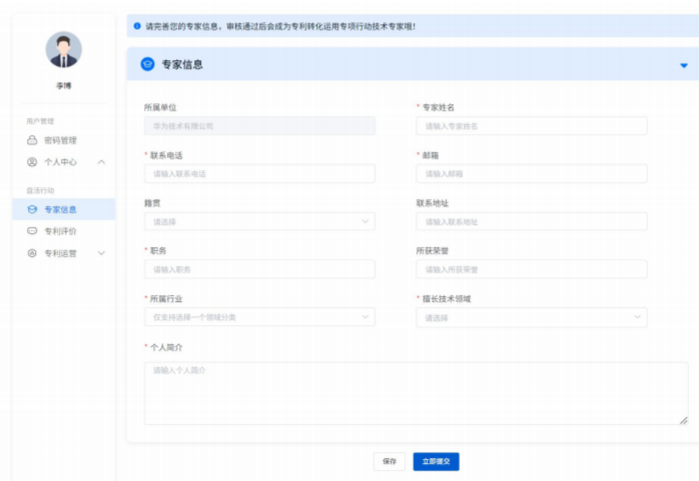 请完善您的专家信息，审核通过后会成为专利转化运用专项行动技术专家哦！
李博
用户管理
密码管理
个人中心
盘活行动
专家信息
专利评价
专利运营
专家信息
所属单位
华为技术有限公司
* 专家姓名
请输入专家姓名
* 联系电话
请输入联系电话
* 邮箱
请输入邮箱
籍贯
请选择
联系地址
请输入联系地址
* 职务
请输入职务
所获荣誉
请输入所获荣誉
* 所属行业
仅支持选择一个领域分类
* 擅长技术领域
请选择
* 个人简介
请输入个人简介
保存
立即提交